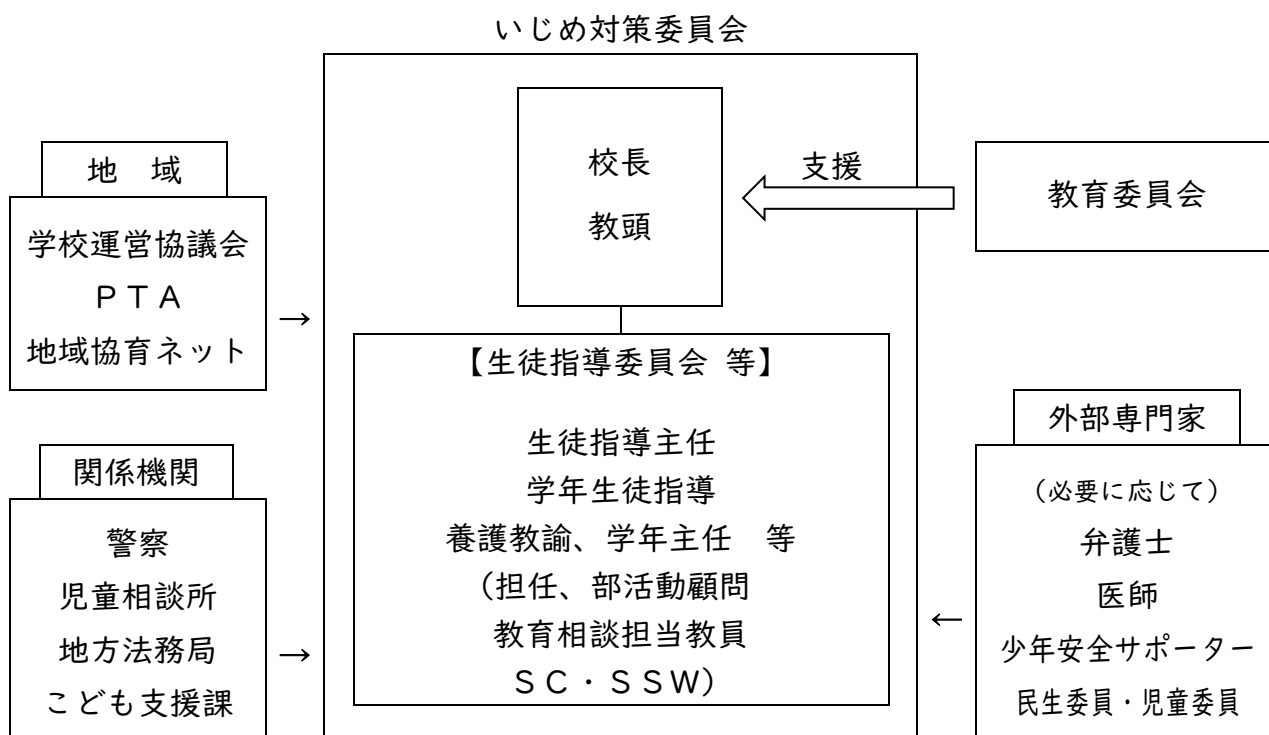 いじめ対策委員会
校長
教頭
支援
教育委員会
地　域
学校運営協議会
ＰＴＡ
地域協育ネット
→
関係機関
警察
児童相談所
地方法務局
こども支援課
→
【生徒指導委員会 等】
生徒指導主任
学年生徒指導
養護教諭、学年主任　等
（担任、部活動顧問
教育相談担当教員
ＳＣ・ＳＳＷ）
外部専門家
（必要に応じて）
弁護士
医師
少年安全サポーター
民生委員・児童委員
←